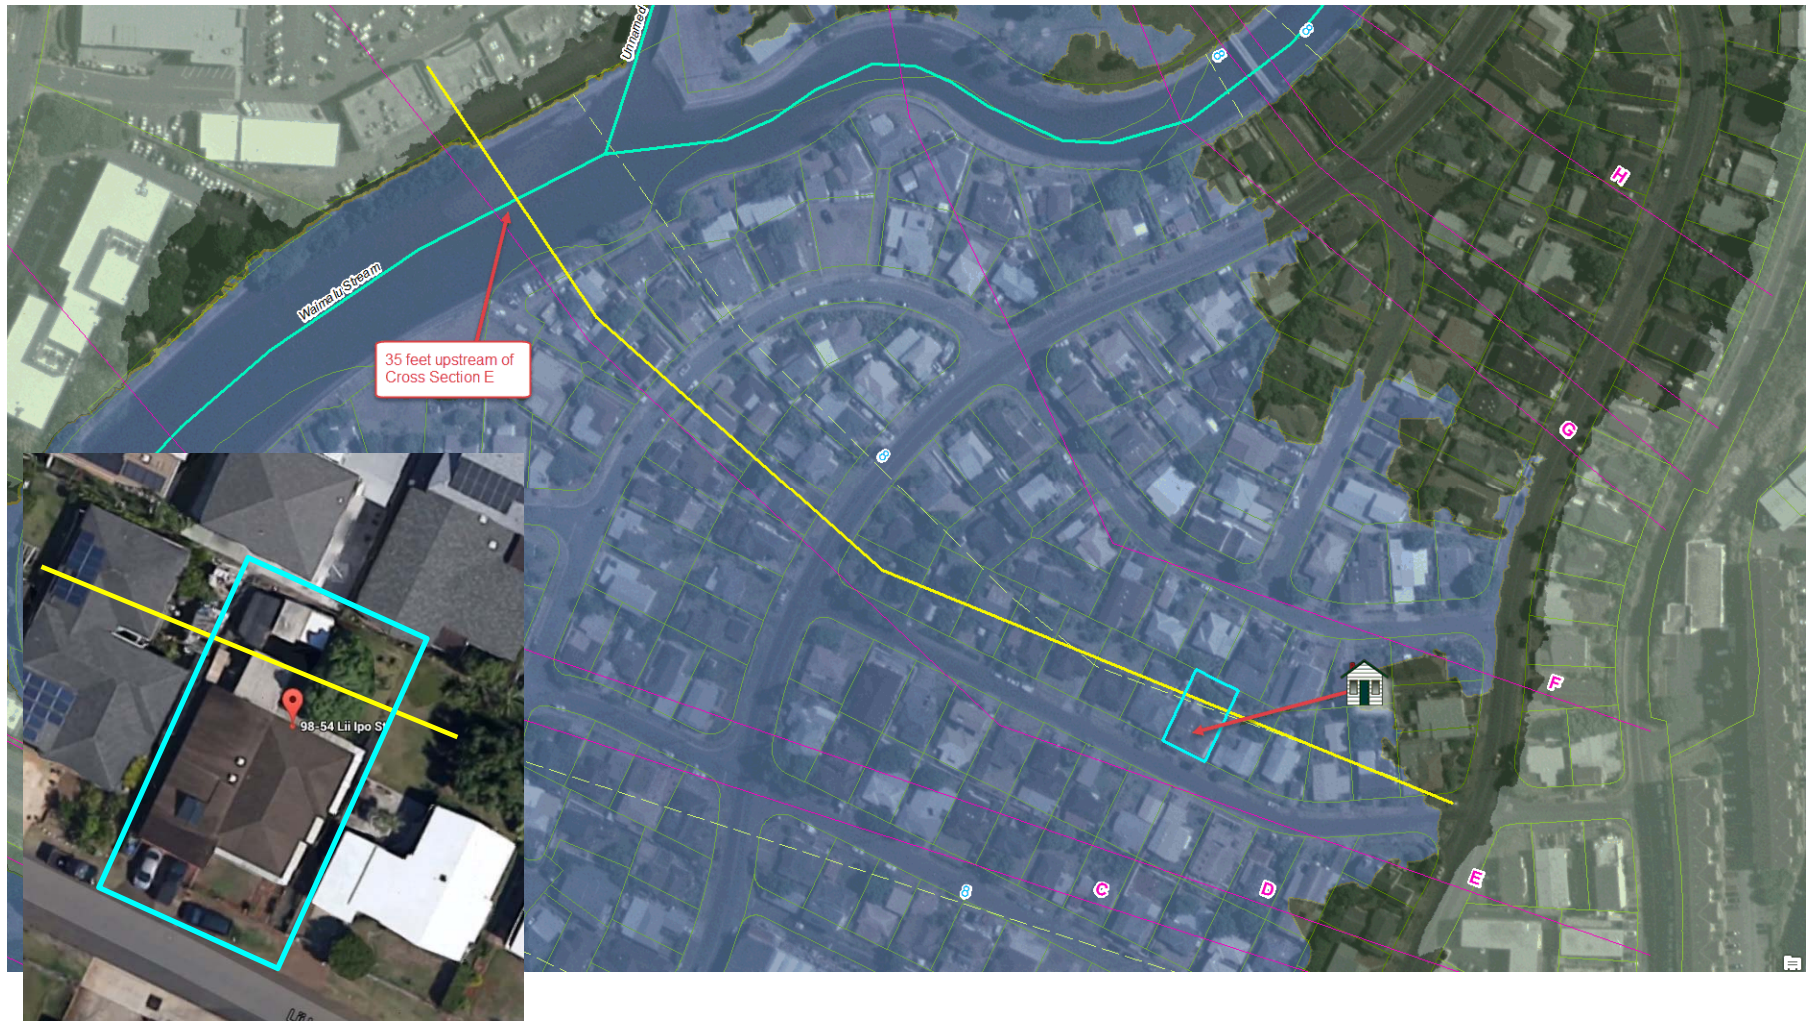 Unnamed
8
8
H
Waimalu Stream
35 feet upstream of
Cross Section E
G
8
98-54 Lii Ipo St
F
E
8
C
D